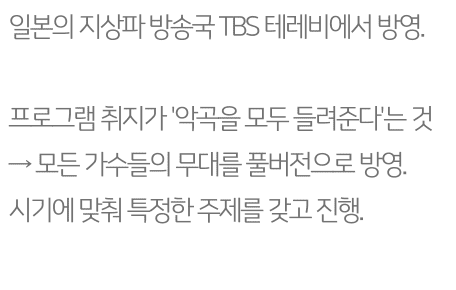 일본의 지상파 방송국 TBS 테레비에서 방영.
프로그램 취지가 '악곡을 모두 들려준다'는 것
→ 모든 가수들의 무대를 풀버전으로 방영.
시기에 맞춰 특정한 주제를 갖고 진행.